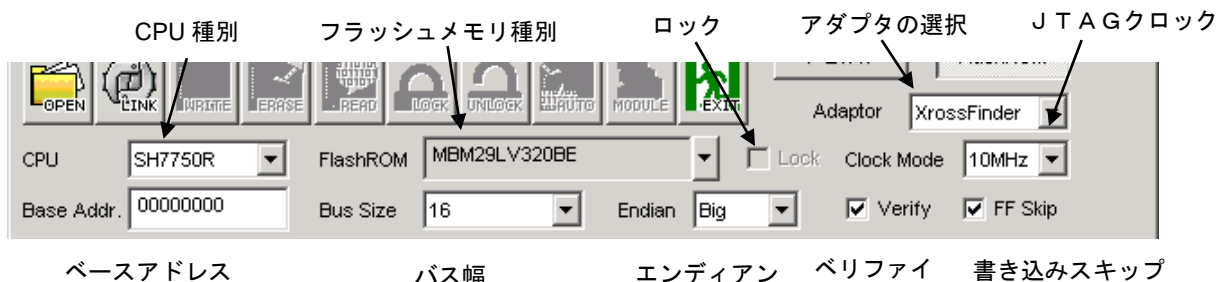 CPU 種別 フラッシュメモリ種別 ロック アダプタの選択 ＪＴＡＧクロック
OPEN LINK WRITE ERASE READ LOCK UNLOCK AUTO MODULE EXIT
Adaptor XrossFinder
CPU SH7750R FlashROM MBM29LV320BE Lock Clock Mode 10MHz
Base Addr. 00000000 Bus Size 16 Endian Big Verify FF Skip
ベースアドレス バス幅 エンディアン ベリファイ 書き込みスキップ